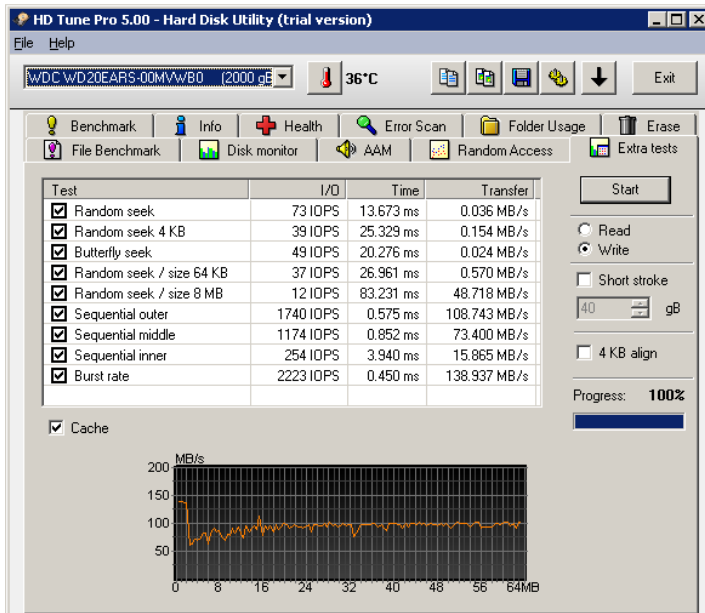 HD Tune Pro 5.00 - Hard Disk Utility (trial version)
File Help
WDC WD20EARS-00MVWB0 (2000 gB 36°C Exit
Benchmark Info Health Error Scan Folder Usage Erase
File Benchmark Disk monitor AAM Random Access Extra tests
Test I/O Time Transfer
Random seek 73 IOPS 13.673 ms 0.036 MB/s
Random seek 4 KB 39 IOPS 25.329 ms 0.154 MB/s
Butterfly seek 49 IOPS 20.276 ms 0.024 MB/s
Random seek / size 64 KB 37 IOPS 26.961 ms 0.570 MB/s
Random seek / size 8 MB 12 IOPS 83.231 ms 48.718 MB/s
Sequential outer 1740 IOPS 0.575 ms 108.743 MB/s
Sequential middle 1174 IOPS 0.852 ms 73.400 MB/s
Sequential inner 254 IOPS 3.940 ms 15.865 MB/s
Burst rate 2223 IOPS 0.450 ms 138.937 MB/s
Start
Read
Write
Short stroke
40 gB
4 KB align
Progress: 100%
Cache
MB/s
200
150
100
50
0 8 16 24 32 40 48 56 64MB